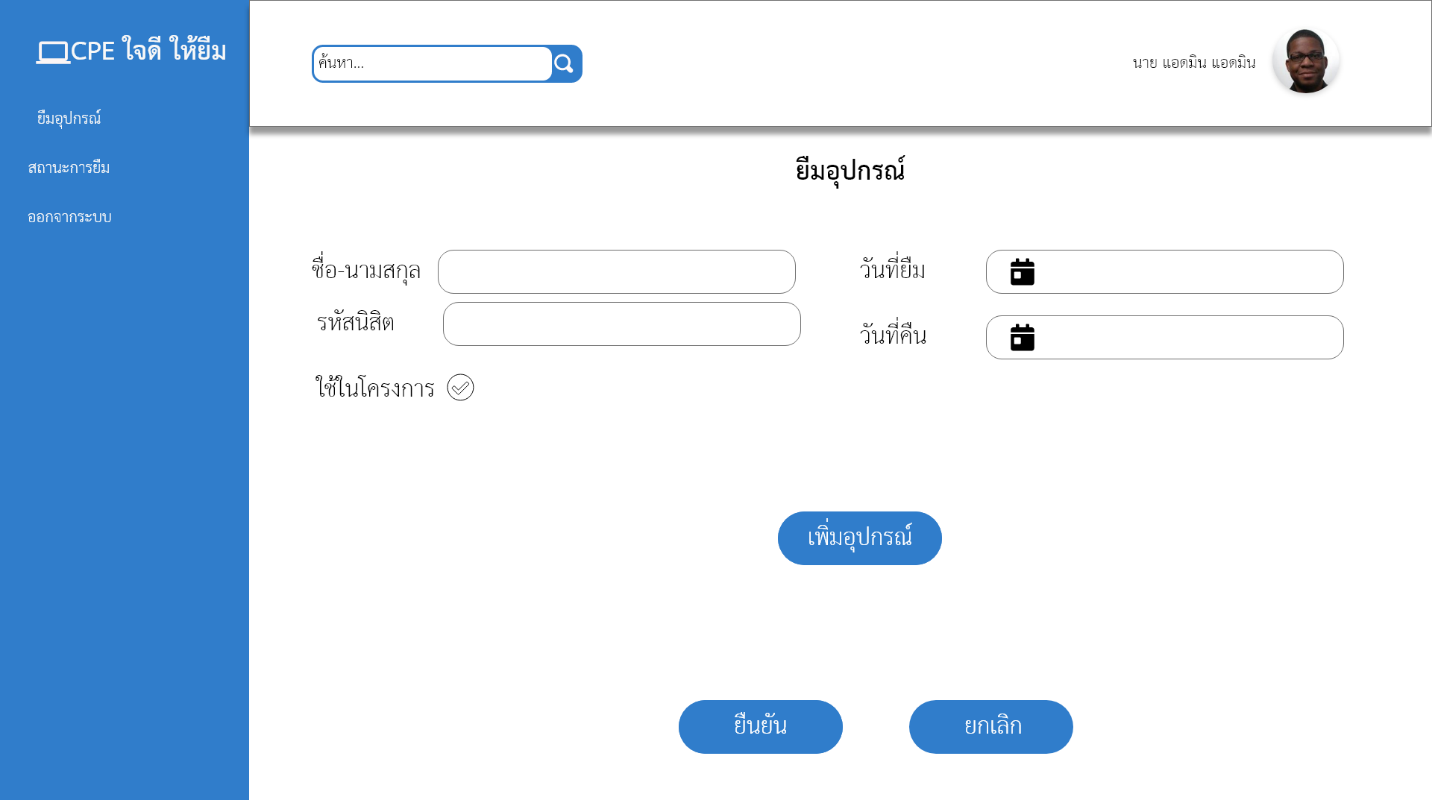 CPE ใจดี ให้ยืม
ยืมอุปกรณ์
สถานะการยืม
ออกจากระบบ
ค้นหา...
นาย แอดมิน แอดมิน
ยืมอุปกรณ์
ชื่อ-นามสกุล
วันที่ยืม
รหัสนิสิต
วันที่คืน
ใช้ในโครงการ
เพิ่มอุปกรณ์
ยืนยัน
ยกเลิก